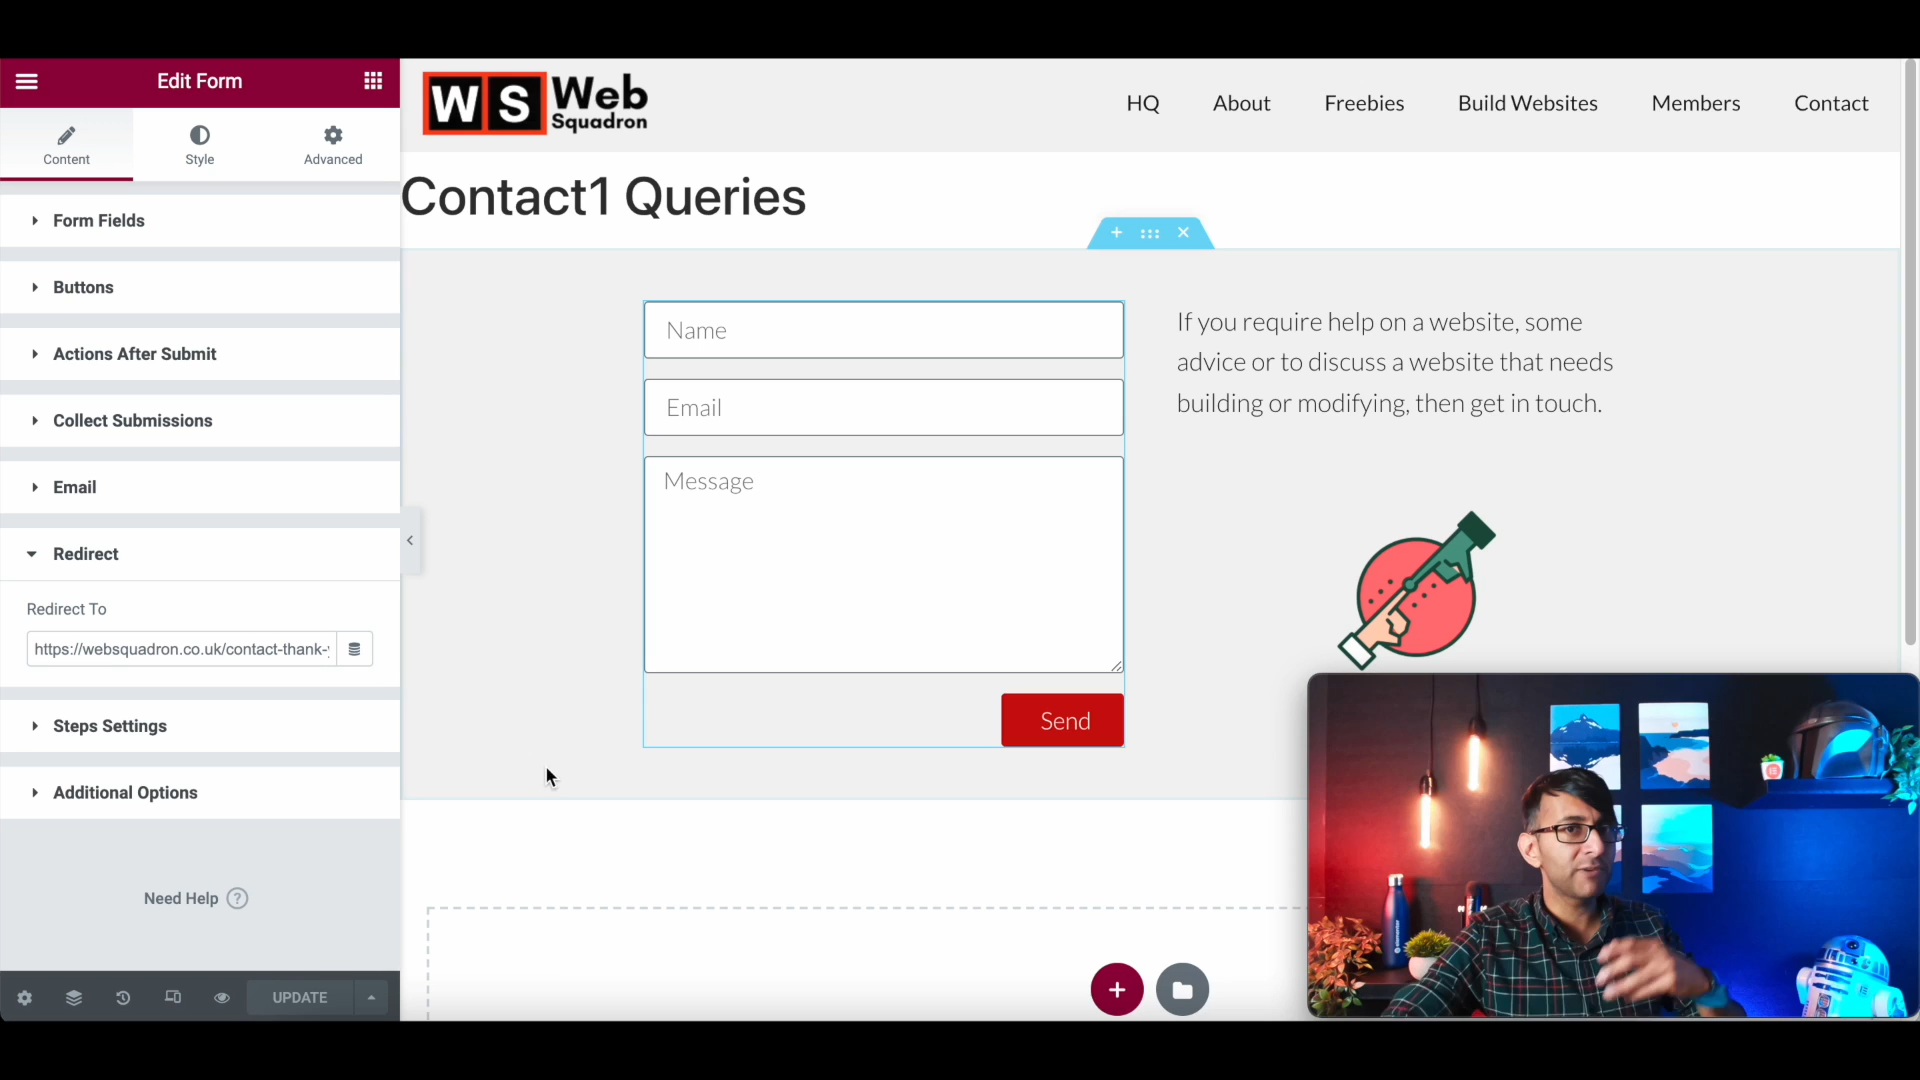 Edit Form
Content
Style
Advanced
Form Fields
Buttons
Actions After Submit
Collect Submissions
Email
Redirect
Redirect To
https://websquadron.co.uk/contact-thank-
Steps Settings
Additional Options
Need Help ?
UPDATE
WS Web
Squadron
HQ
About
Freebies
Build Websites
Members
Contact
Contact1 Queries
Name
Email
Message
Send
If you require help on a website, some
advice or to discuss a website that needs
building or modifying, then get in touch.
elementor